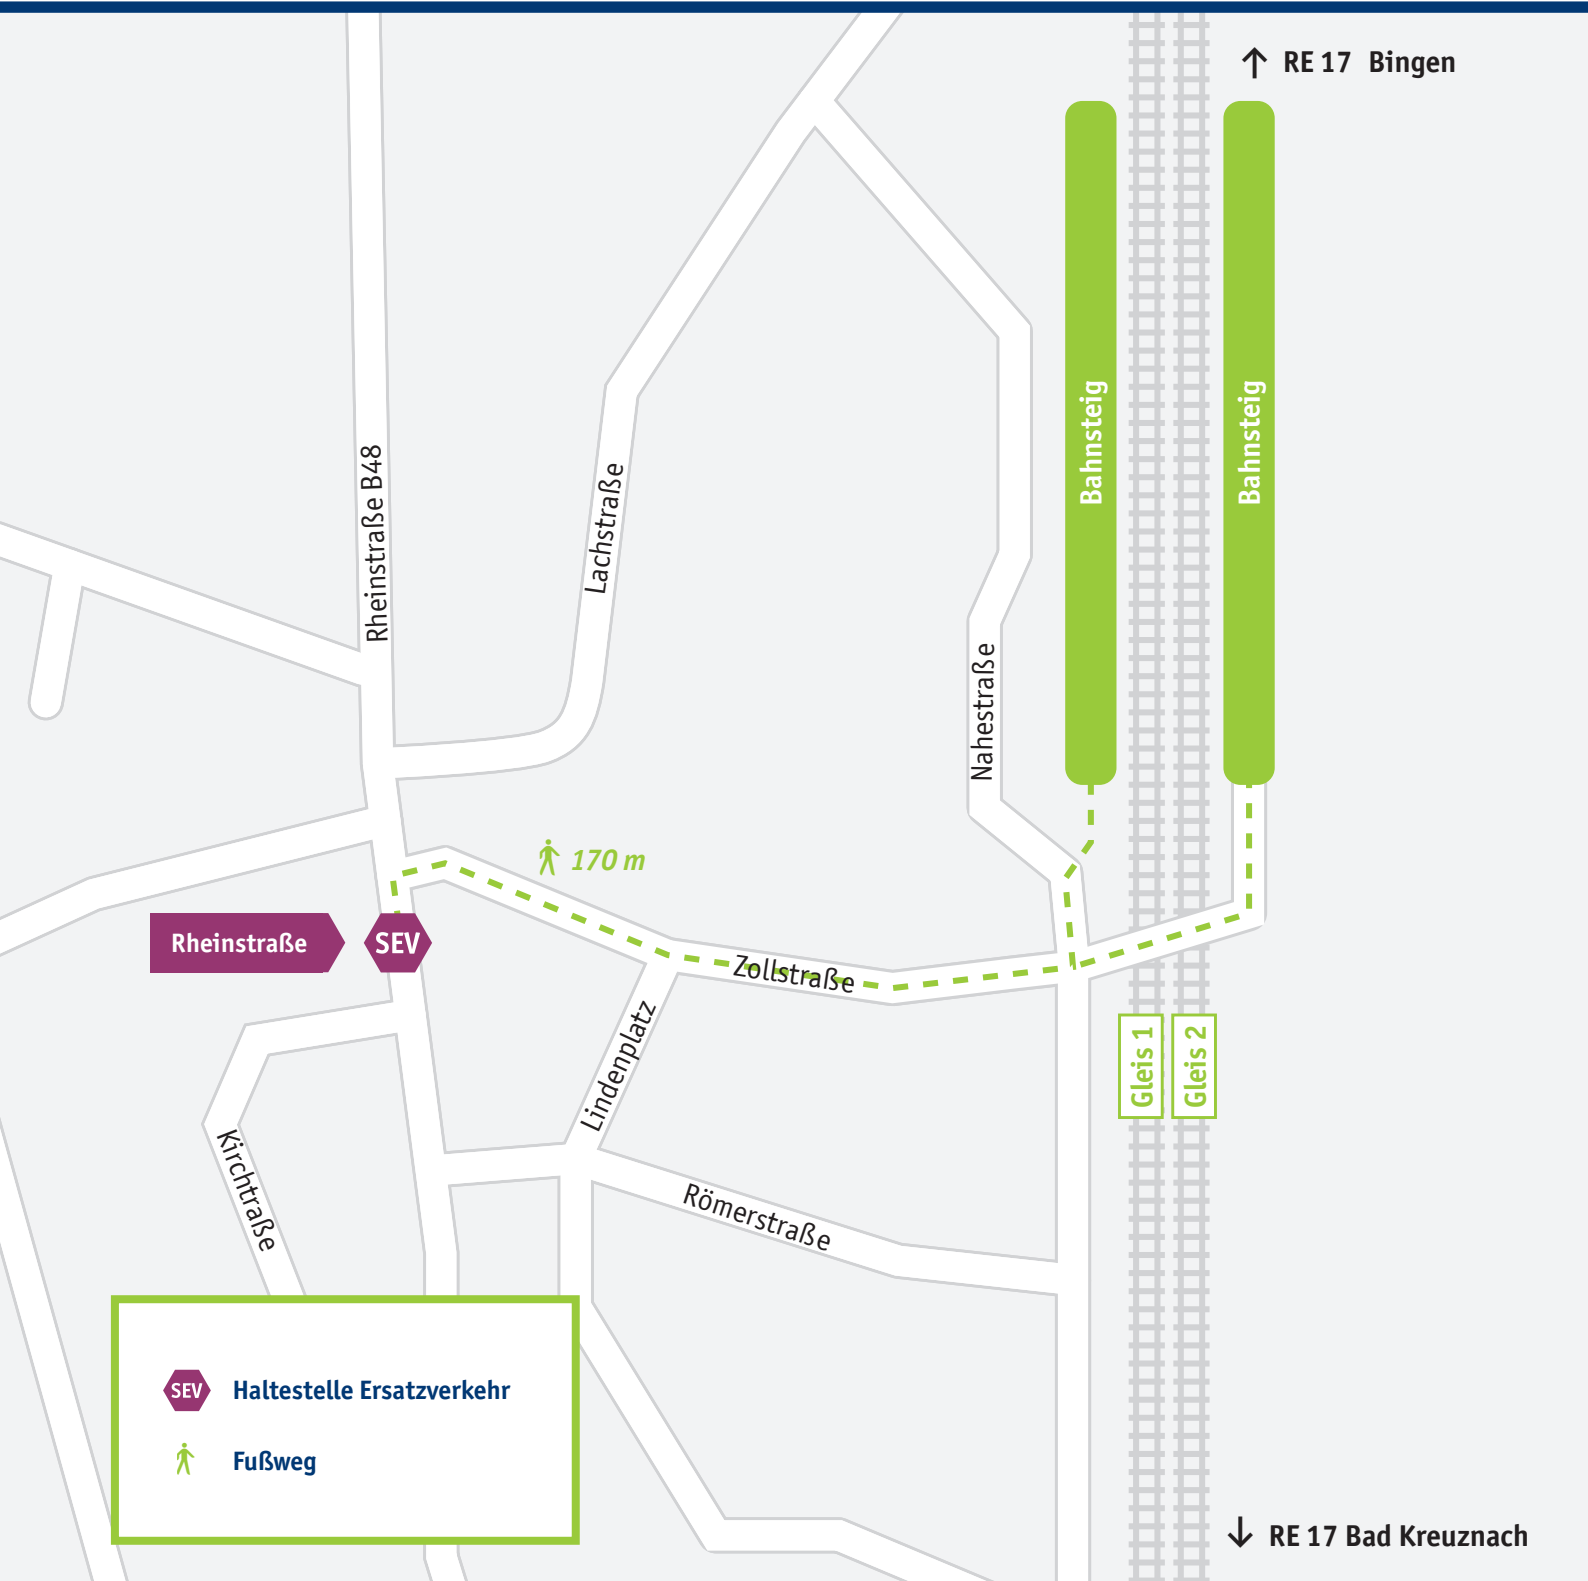 RE 17 Bingen
Bahnsteig
Bahnsteig
Rheinstraße B48
Lachstraße
Nahestraße
170 m
Rheinstraße
SEV
Zollstraße
Lindenplatz
Gleis 1
Gleis 2
Kirchtraße
Römerstraße
SEV Haltestelle Ersatzverkehr
Fußweg
RE 17 Bad Kreuznach